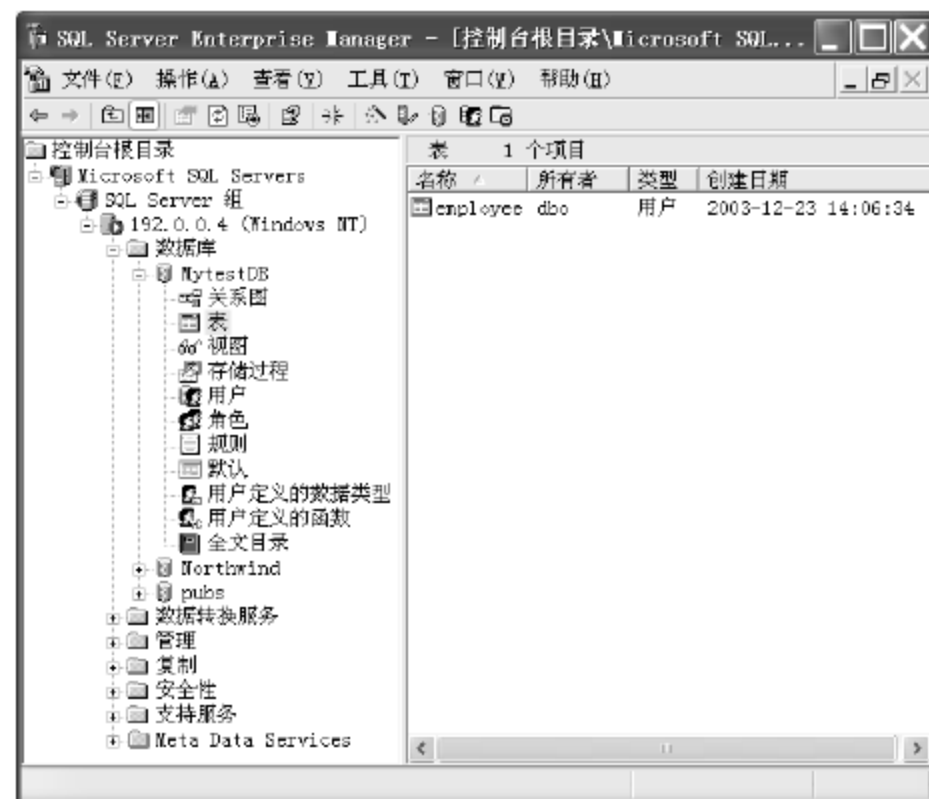 SQL Server Enterprise Manager - [控制台根目录\Microsoft SQL...
文件(F) 操作(A) 查看(V) 工具(T) 窗口(W) 帮助(H)
控制台根目录
Microsoft SQL Servers
SQL Server 组
192.0.0.4 (Windows NT)
数据库
MytestDB
关系图
表
视图
存储过程
用户
角色
规则
默认
用户定义的数据类型
用户定义的函数
全文目录
Northwind
pubs
数据转换服务
管理
复制
安全性
支持服务
Meta Data Services
表 1 个项目
名称 所有者 类型 创建日期
employee dbo 用户 2003-12-23 14:06:34